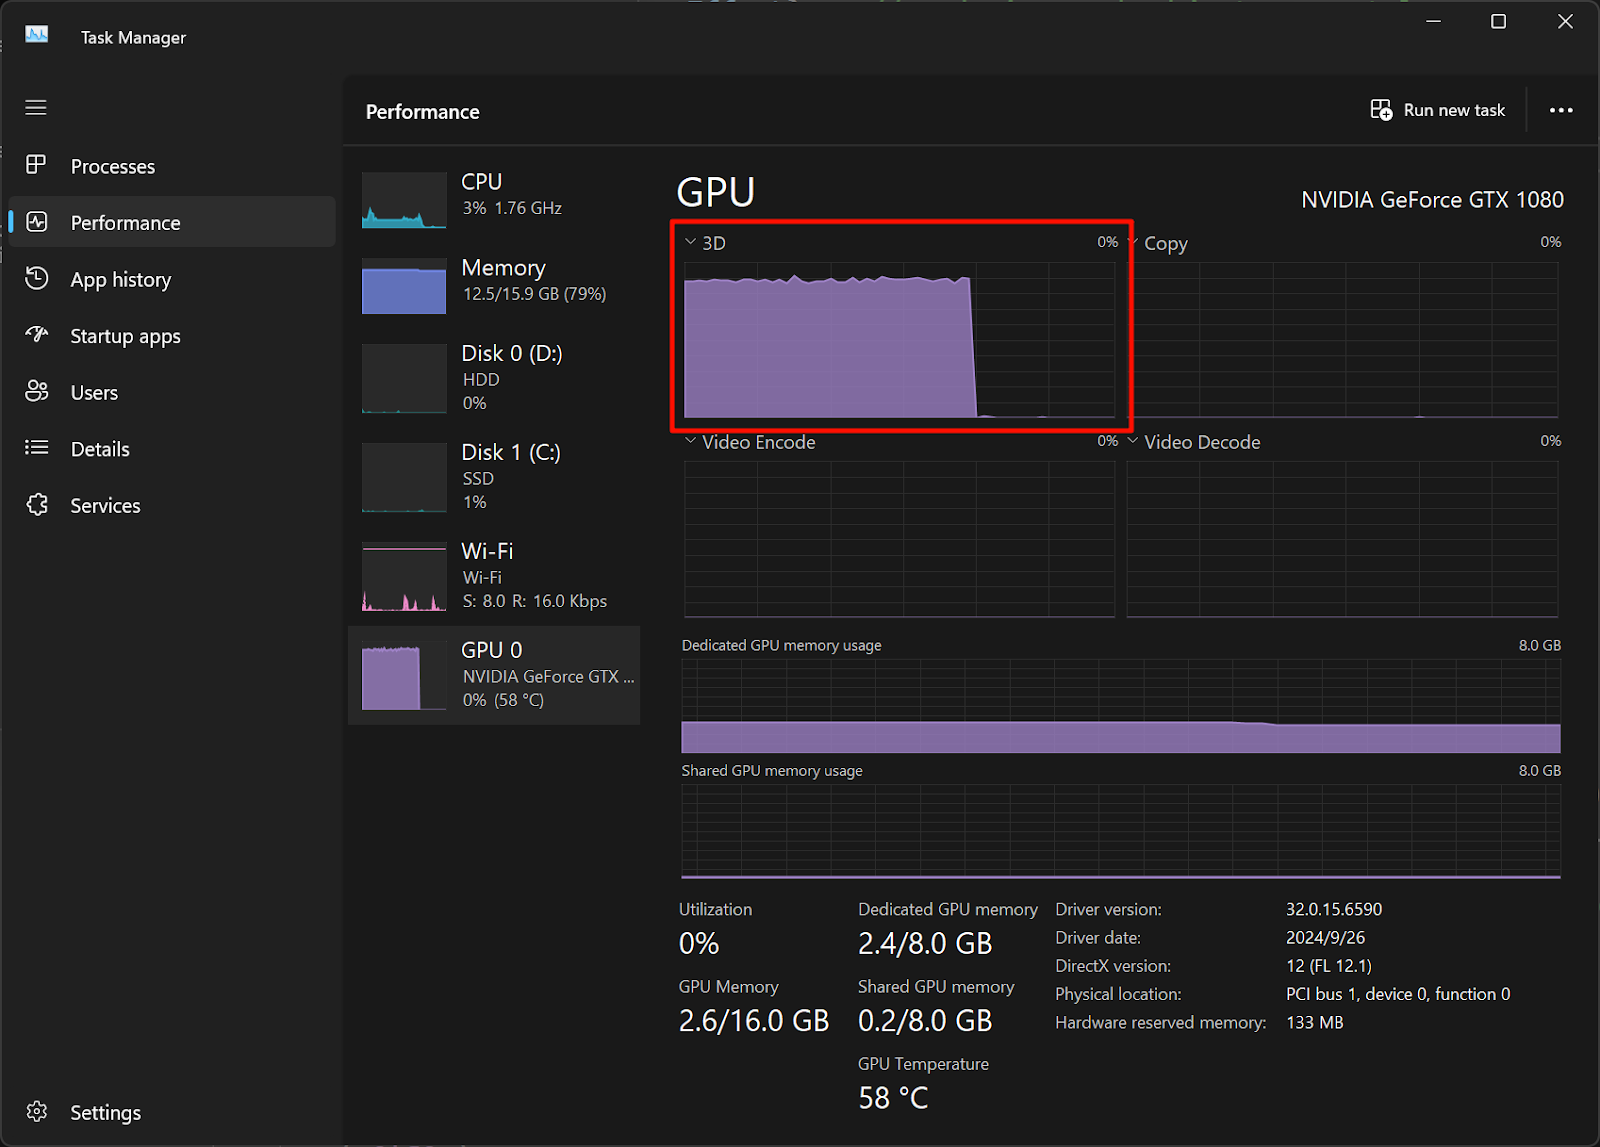 Task Manager
Performance
Run new task
Processes
Performance
App history
Startup apps
Users
Details
Services
Settings
CPU
3% 1.76 GHz
Memory
12.5/15.9 GB (79%)
Disk 0 (D:)
HDD
0%
Disk 1 (C:)
SSD
1%
Wi-Fi
Wi-Fi
S: 8.0 R: 16.0 Kbps
GPU 0
NVIDIA GeForce GTX ...
0% (58 °C)
GPU
NVIDIA GeForce GTX 1080
3D 0%
Copy 0%
Video Encode 0%
Video Decode 0%
Dedicated GPU memory usage 8.0 GB
Shared GPU memory usage 8.0 GB
Utilization
0%
Dedicated GPU memory
2.4/8.0 GB
GPU Memory
2.6/16.0 GB
Shared GPU memory
0.2/8.0 GB
GPU Temperature
58 °C
Driver version: 32.0.15.6590
Driver date: 2024/9/26
DirectX version: 12 (FL 12.1)
Physical location: PCI bus 1, device 0, function 0
Hardware reserved memory: 133 MB